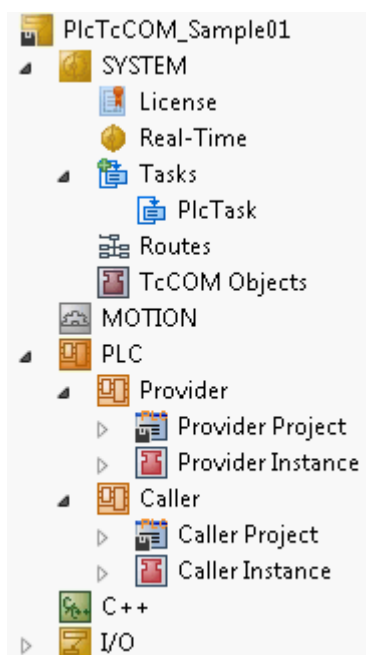 PlcTcCOM_Sample01
SYSTEM
License
Real-Time
Tasks
PlcTask
Routes
TcCOM Objects
MOTION
PLC
Provider
Provider Project
Provider Instance
Caller
Caller Project
Caller Instance
C++
I/O